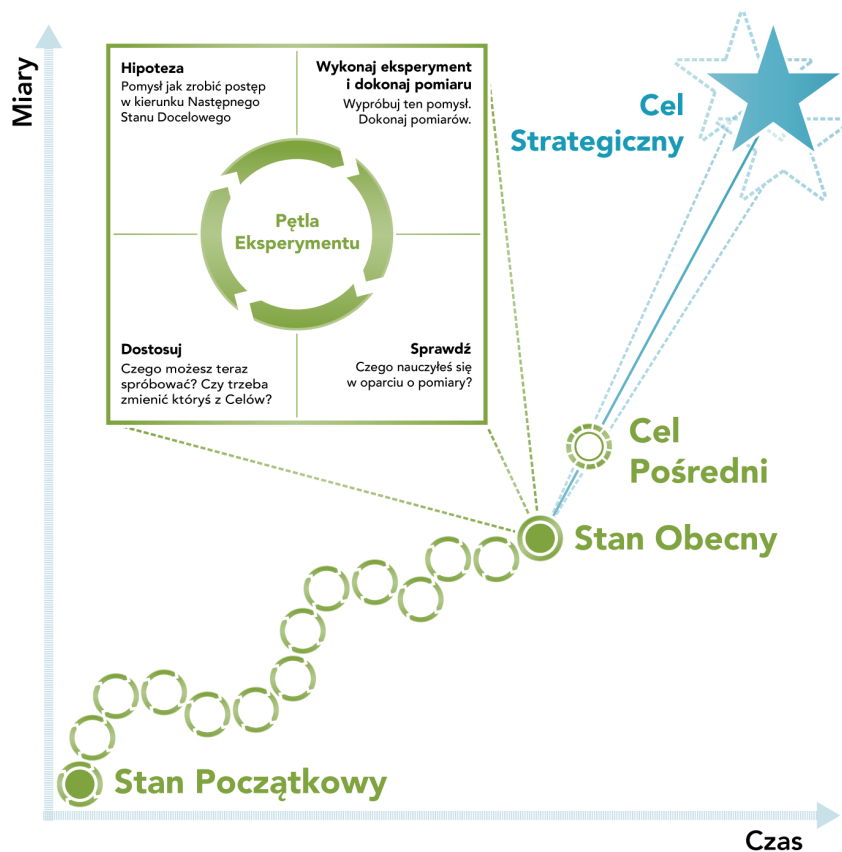 Miary
Hipoteza
Pomysł jak zrobić postęp
w kierunku Następnego
Stanu Docelowego
Wykonaj eksperyment
i dokonaj pomiaru
Wypróbuj ten pomysł.
Dokonaj pomiarów.
Pętla
Eksperymentu
Dostosuj
Czego możesz teraz
spróbować? Czy trzeba
zmienić któryś z Celów?
Sprawdź
Czego nauczyłeś się
w oparciu o pomiary?
Cel
Strategiczny
Cel
Pośredni
Stan Obecny
Stan Początkowy
Czas